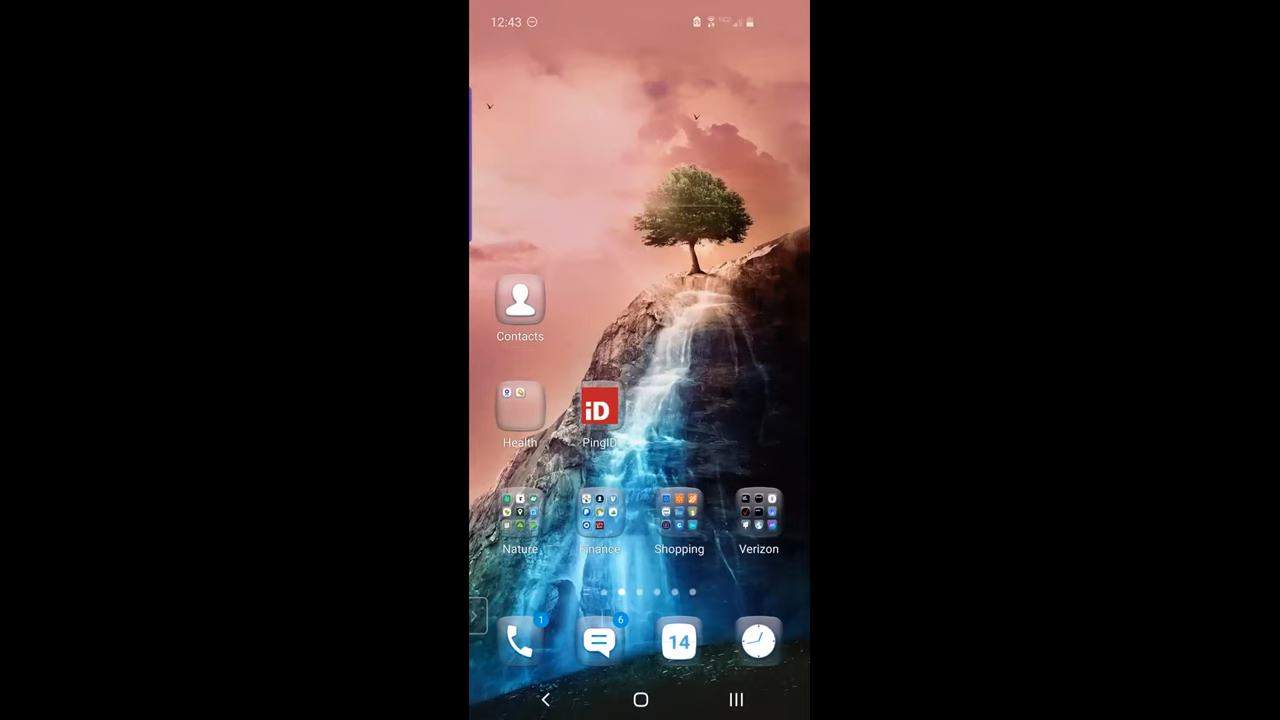 12:43
Contacts
iD
Health
PingID
Nature
Finance
Shopping
Verizon
1
6
14